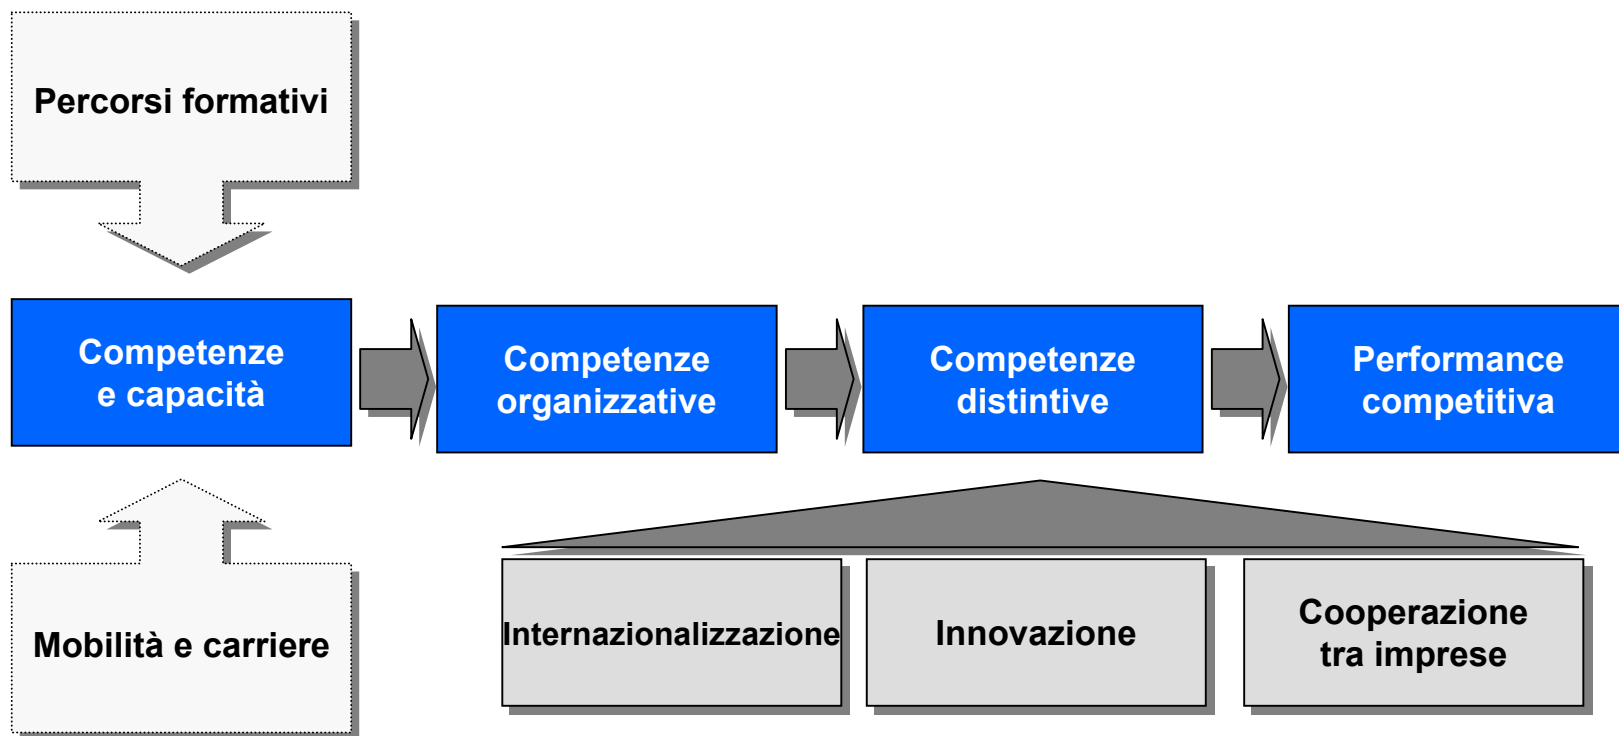 Percorsi formativi
Competenze
e capacità
Competenze
organizzative
Competenze
distintive
Performance
competitiva
Mobilità e carriere
Internazionalizzazione
Innovazione
Cooperazione
tra imprese